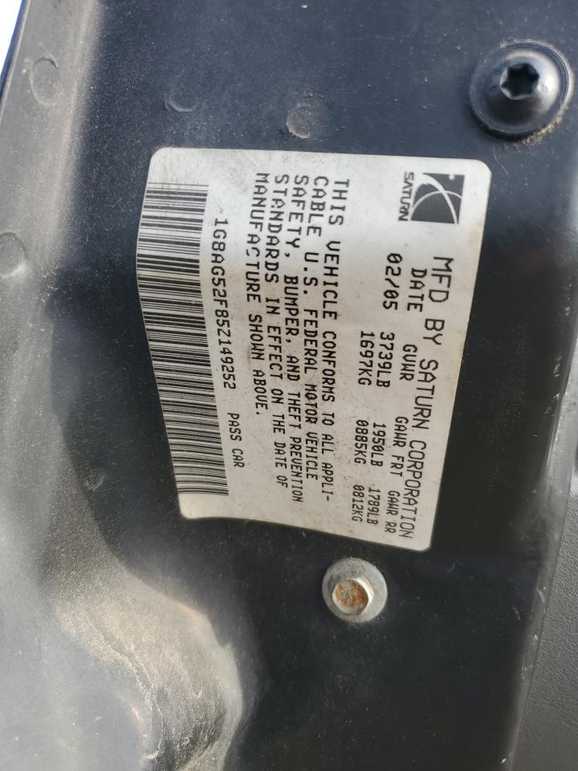 SATURN
MFD BY SATURN CORPORATION
DATE GVWR GAWR FRT GAWR RR
02/05 3739LB 1950LB 1789LB
1697KG 0885KG 0812KG
THIS VEHICLE CONFORMS TO ALL APPLI-
CABLE U.S. FEDERAL MOTOR VEHICLE
SAFETY, BUMPER, AND THEFT PREVENTION
STANDARDS IN EFFECT ON THE DATE OF
MANUFACTURE SHOWN ABOVE.
1G8AG52F85Z149252 PASS CAR